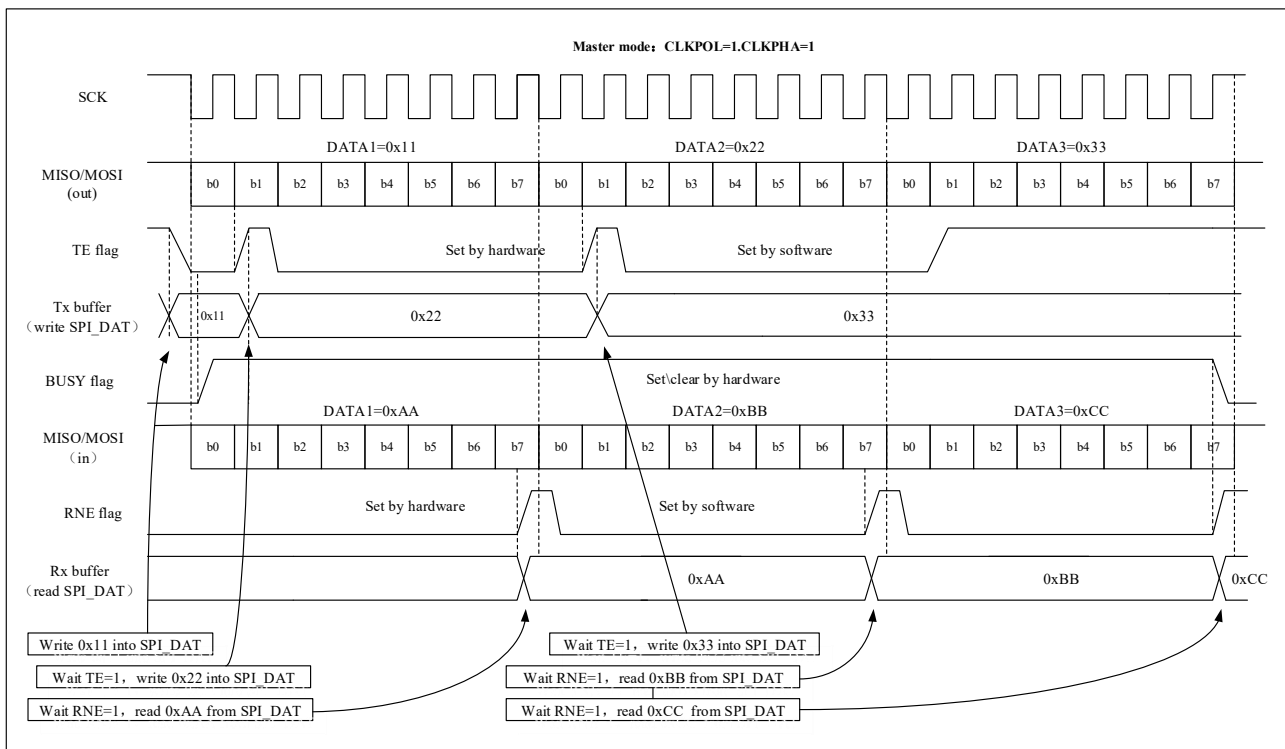 Master mode：CLKPOL=1.CLKPHA=1
SCK
DATA1=0x11 DATA2=0x22 DATA3=0x33
MISO/MOSI
(out)
b0 b1 b2 b3 b4 b5 b6 b7 b0 b1 b2 b3 b4 b5 b6 b7 b0 b1 b2 b3 b4 b5 b6 b7
TE flag
Set by hardware
Set by software
Tx buffer
（write SPI_DAT）
0x11
0x22
0x33
BUSY flag
Set\clear by hardware
DATA1=0xAA DATA2=0xBB DATA3=0xCC
MISO/MOSI
（in）
b0 b1 b2 b3 b4 b5 b6 b7 b0 b1 b2 b3 b4 b5 b6 b7 b0 b1 b2 b3 b4 b5 b6 b7
RNE flag
Set by hardware
Set by software
Rx buffer
（read SPI_DAT）
0xAA
0xBB
0xCC
Write 0x11 into SPI_DAT
Wait TE=1，write 0x33 into SPI_DAT
Wait TE=1，write 0x22 into SPI_DAT
Wait RNE=1，read 0xBB from SPI_DAT
Wait RNE=1，read 0xAA from SPI_DAT
Wait RNE=1，read 0xCC from SPI_DAT